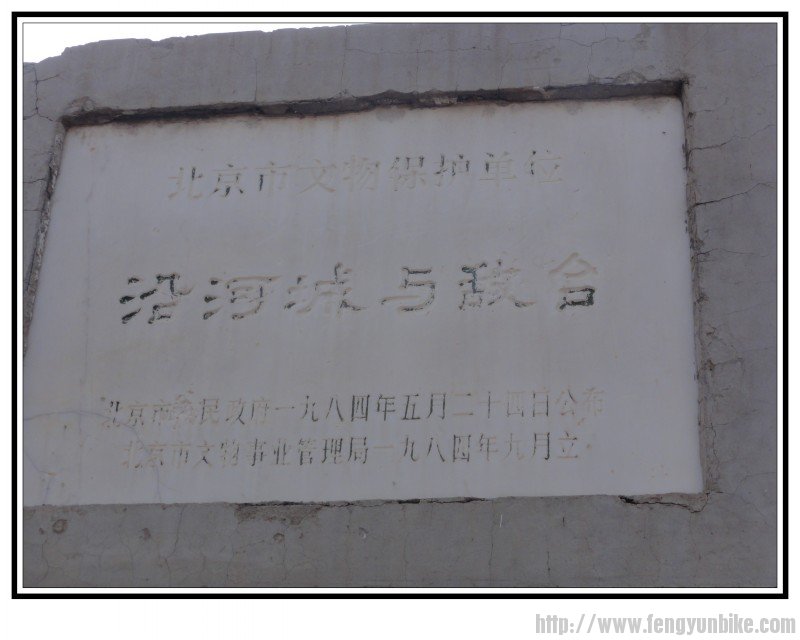 北京市文物保护单位
沿河城与敌台
北京市人民政府一九八四年五月二十四日公布
北京市文物事业管理局一九八四年九月立
http://www.fengyunbike.com